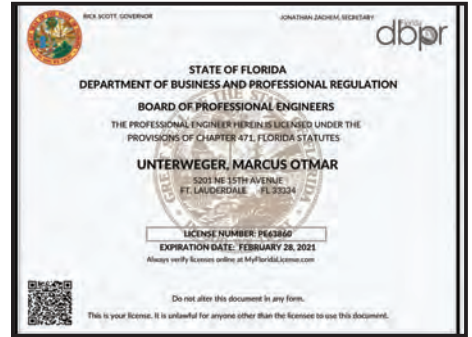 RICK SCOTT, GOVERNOR
JONATHAN ZACHEM, SECRETARY
dbpr
STATE OF FLORIDA
DEPARTMENT OF BUSINESS AND PROFESSIONAL REGULATION
BOARD OF PROFESSIONAL ENGINEERS
THE PROFESSIONAL ENGINEER HEREIN IS LICENSED UNDER THE
PROVISIONS OF CHAPTER 471, FLORIDA STATUTES
UNTERWEGER, MARCUS OTMAR
5201 NE 15TH AVENUE
FT. LAUDERDALE FL 33334
LICENSE NUMBER: PE63860
EXPIRATION DATE: FEBRUARY 28, 2021
Always verify licenses online at MyFloridaLicense.com
Do not alter this document in any form.
This is your license. It is unlawful for anyone other than the licensee to use this document.